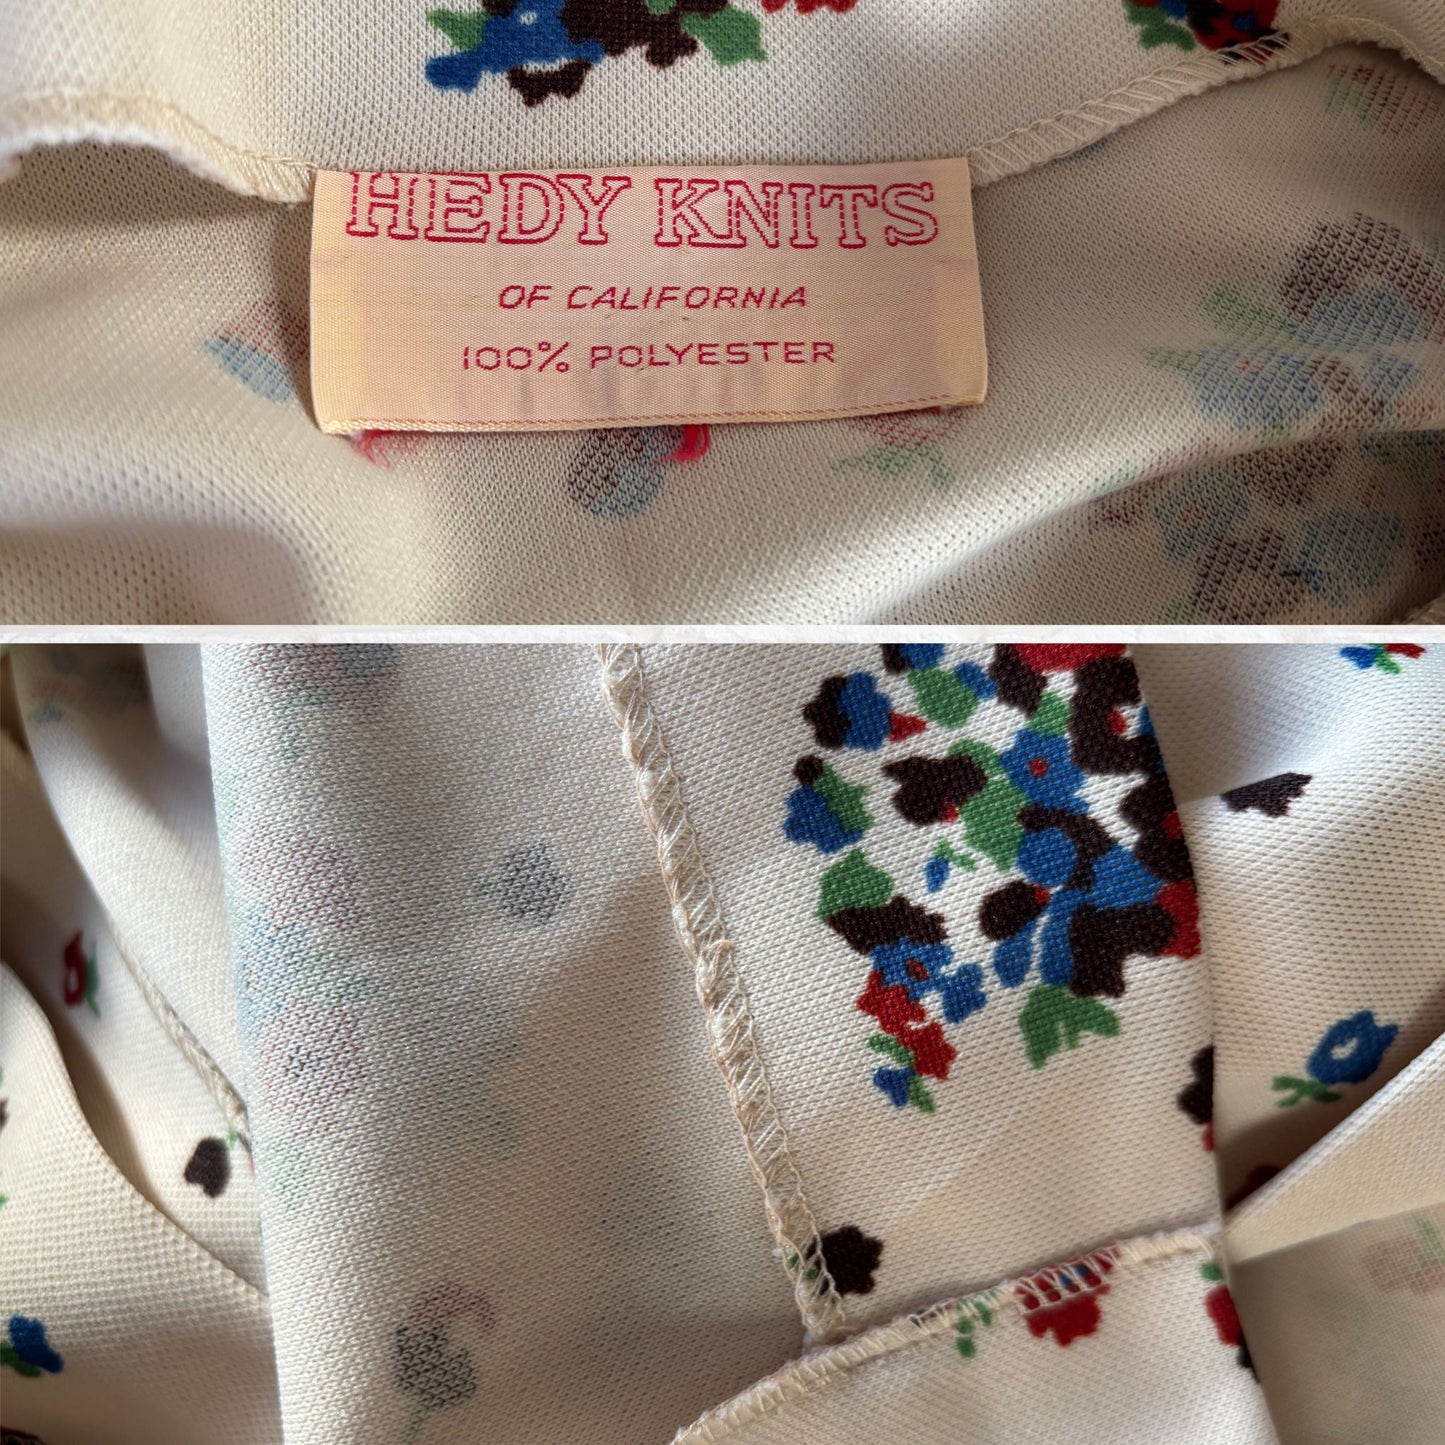 HEDY KNITS
OF CALIFORNIA
100% POLYESTER